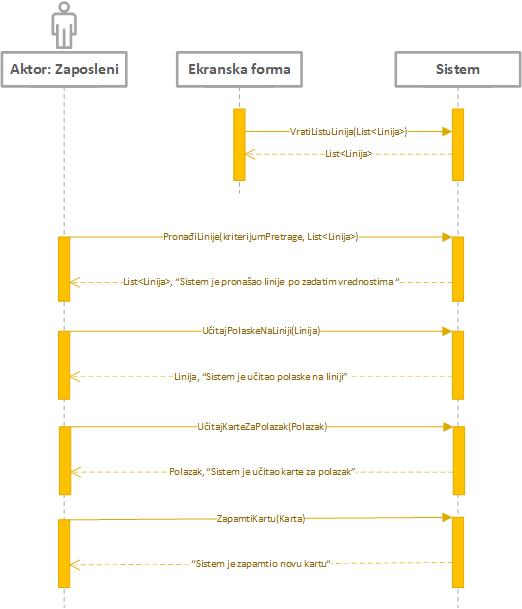 Aktor: Zaposleni
Ekranska forma
Sistem
VratiListuLinija(List<Linija>)
List<Linija>
PronađiLinije(kriterijumPretrage, List<Linija>)
List<Linija>, “Sistem je pronašao linije po zadatim vrednostima “
UčitajPolaskeNaLiniji(Linija)
Linija, “Sistem je učitao polaske na liniji”
UčitajKarteZaPolazak(Polazak)
Polazak, “Sistem je učitao karte za polazak”
ZapamtiKartu(Karta)
“Sistem je zapamtio novu kartu“